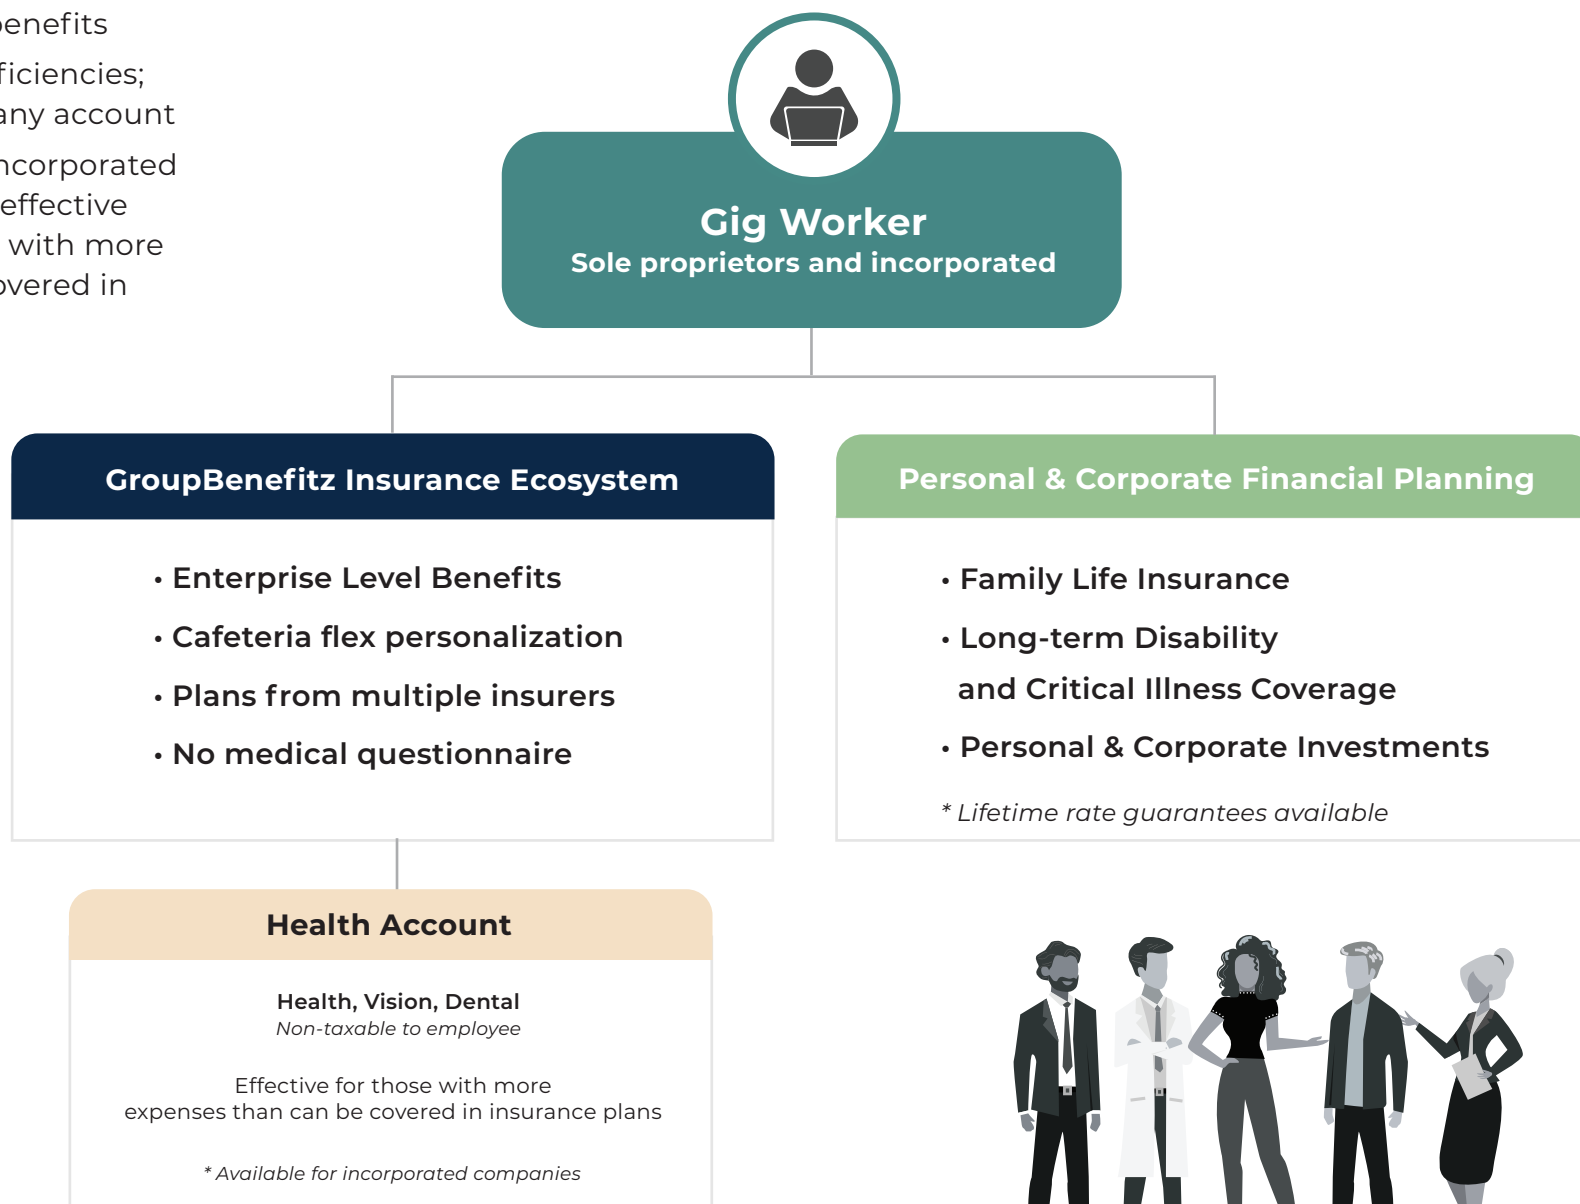 benefits
ficiencies;
any account
ncorporated
effective
with more
overed in
Gig Worker
Sole proprietors and incorporated
GroupBenefitz Insurance Ecosystem
• Enterprise Level Benefits
• Cafeteria flex personalization
• Plans from multiple insurers
• No medical questionnaire
Personal & Corporate Financial Planning
• Family Life Insurance
• Long-term Disability
and Critical Illness Coverage
• Personal & Corporate Investments
* Lifetime rate guarantees available
Health Account
Health, Vision, Dental
Non-taxable to employee
Effective for those with more
expenses than can be covered in insurance plans
* Available for incorporated companies